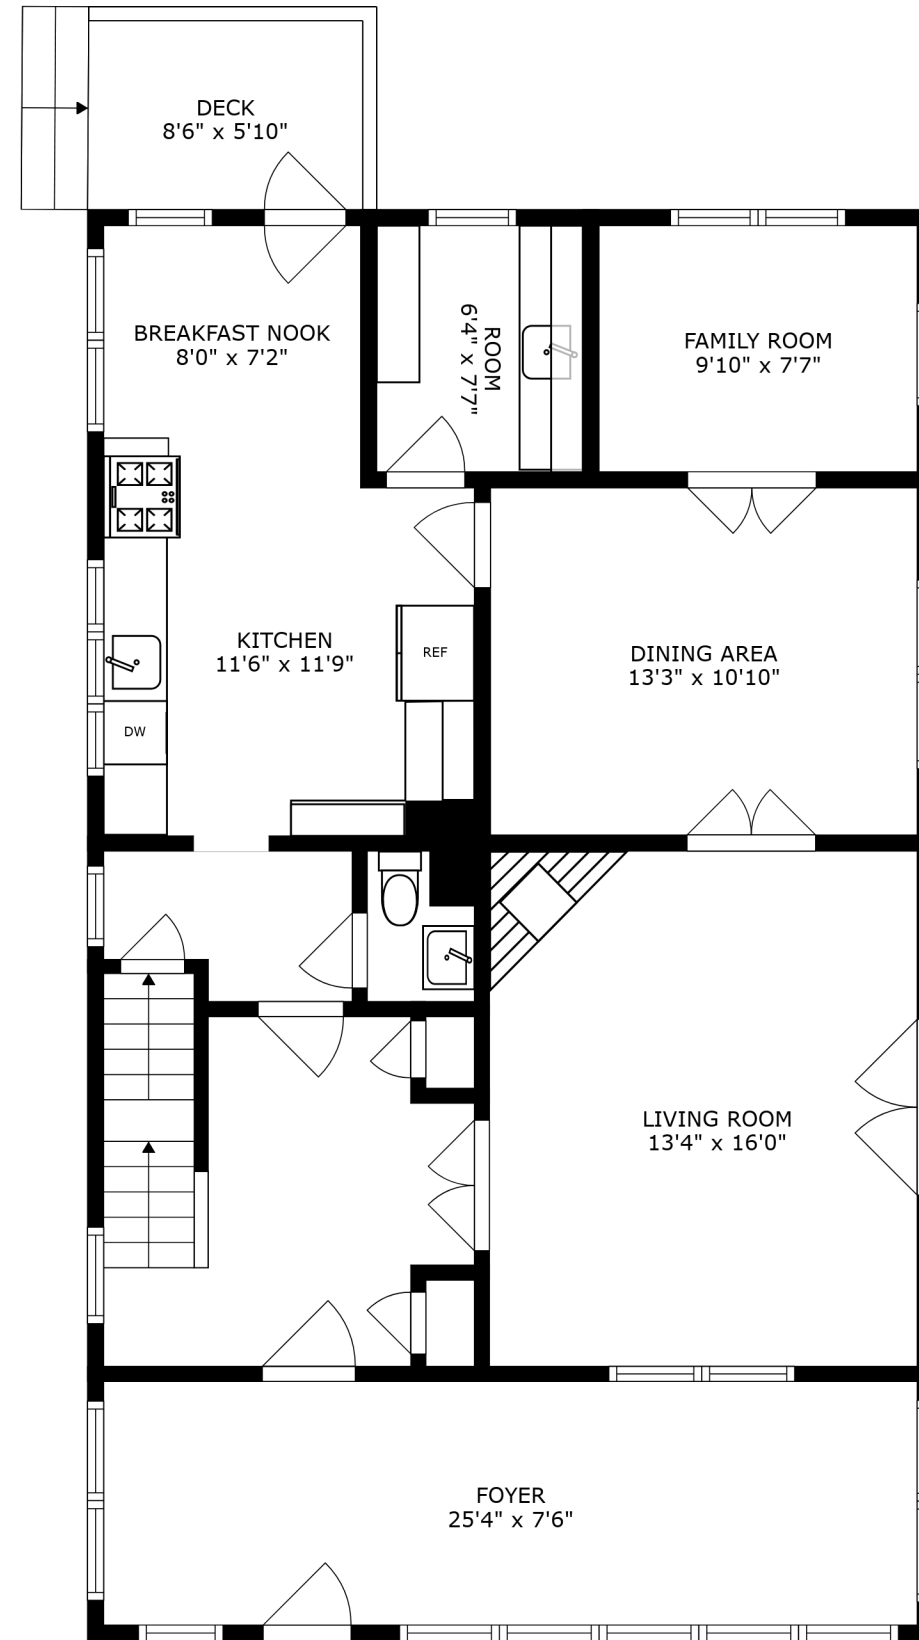 DECK
8'6" x 5'10"
BREAKFAST NOOK
8'0" x 7'2"
ROOM
6'4" x 7'7"
FAMILY ROOM
9'10" x 7'7"
KITCHEN
11'6" x 11'9"
REF
DW
DINING AREA
13'3" x 10'10"
LIVING ROOM
13'4" x 16'0"
FOYER
25'4" x 7'6"